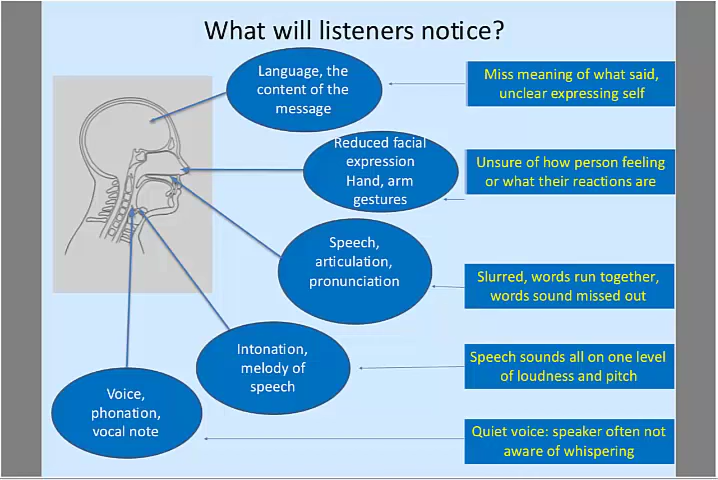 What will listeners notice?
Language, the
content of the
message
Miss meaning of what said,
unclear expressing self
Reduced facial
expression
Hand, arm
gestures
Unsure of how person feeling
or what their reactions are
Speech,
articulation,
pronunciation
Slurred, words run together,
words sound missed out
Intonation,
melody of
speech
Speech sounds all on one level
of loudness and pitch
Voice,
phonation,
vocal note
Quiet voice: speaker often not
aware of whispering